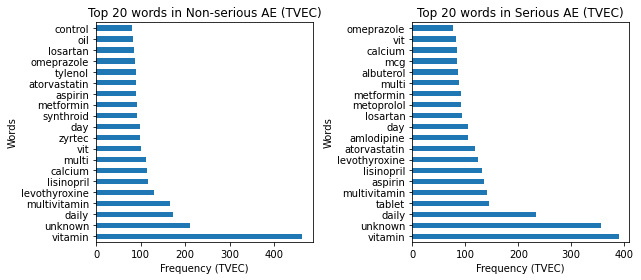 Top 20 words in Non-serious AE (TVEC)
control
oil
losartan
omeprazole
tylenol
atorvastatin
aspirin
metformin
synthroid
day
zyrtec
vit
multi
calcium
lisinopril
levothyroxine
multivitamin
daily
unknown
vitamin
Words
0 100 200 300 400
Frequency (TVEC)
Top 20 words in Serious AE (TVEC)
omeprazole
vit
calcium
mcg
albuterol
multi
metformin
metoprolol
losartan
day
amlodipine
atorvastatin
levothyroxine
lisinopril
aspirin
multivitamin
tablet
daily
unknown
vitamin
Words
0 100 200 300 400
Frequency (TVEC)